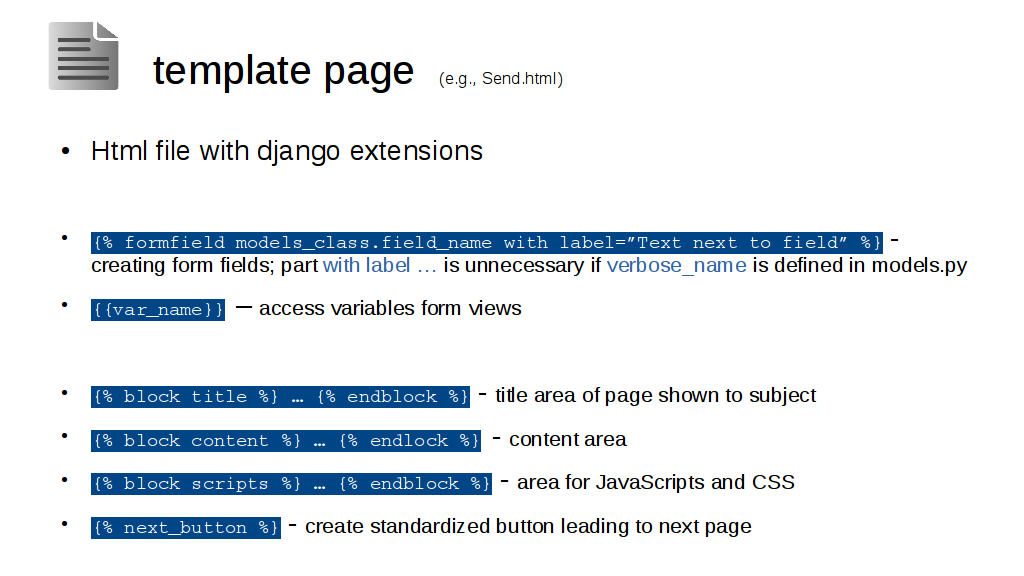 template page (e.g., Send.html)
• Html file with django extensions
• {% formfield models_class.field_name with label=”Text next to field” %} -
creating form fields; part with label … is unnecessary if verbose_name is defined in models.py
• {{var_name}} – access variables form views
• {% block title %} … {% endblock %} - title area of page shown to subject
• {% block content %} … {% endlock %} - content area
• {% block scripts %} … {% endblock %} - area for JavaScripts and CSS
• {% next_button %} - create standardized button leading to next page